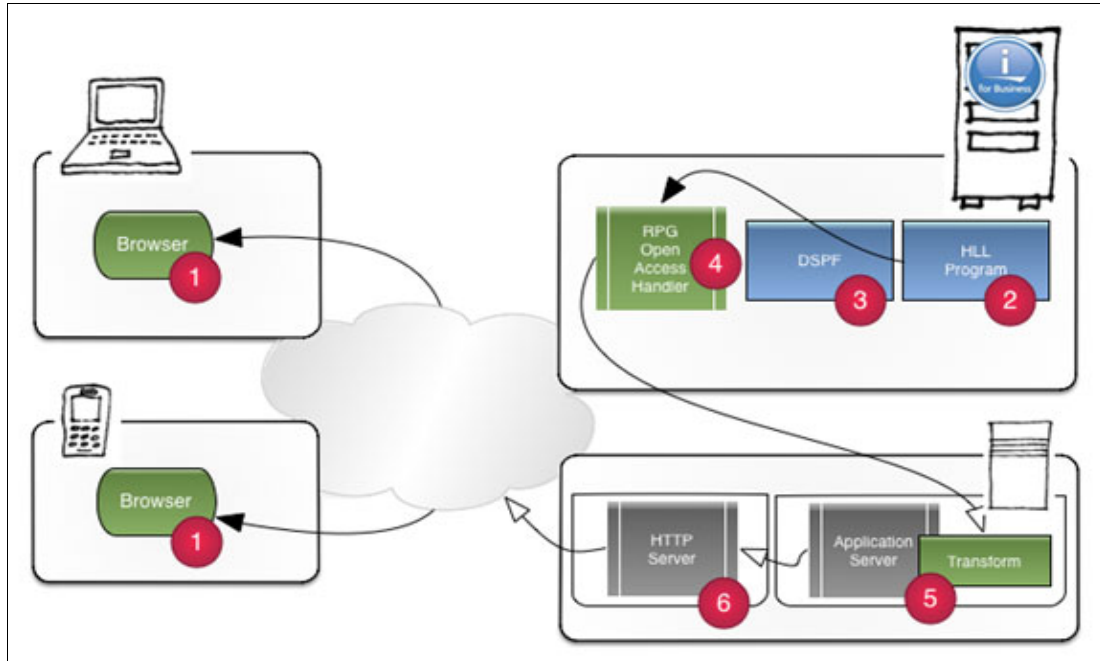 i
for Business
Browser
1
RPG
Open
Access
Handler
4
DSPF
3
HLL
Program
2
Browser
1
HTTP
Server
6
Application
Server
5
Transform